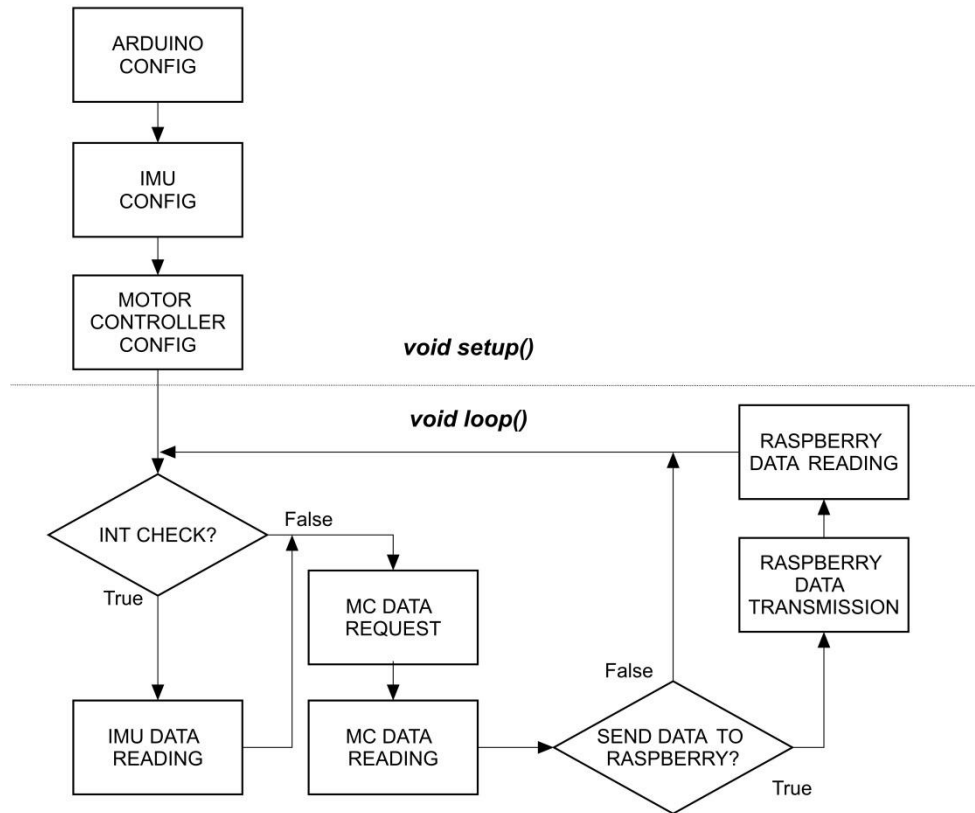 ARDUINO
CONFIG
IMU
CONFIG
MOTOR
CONTROLLER
CONFIG
void setup()
void loop()
RASPBERRY
DATA READING
INT CHECK?
False
True
MC DATA
REQUEST
RASPBERRY
DATA
TRANSMISSION
False
IMU DATA
READING
MC DATA
READING
SEND DATA TO
RASPBERRY?
True